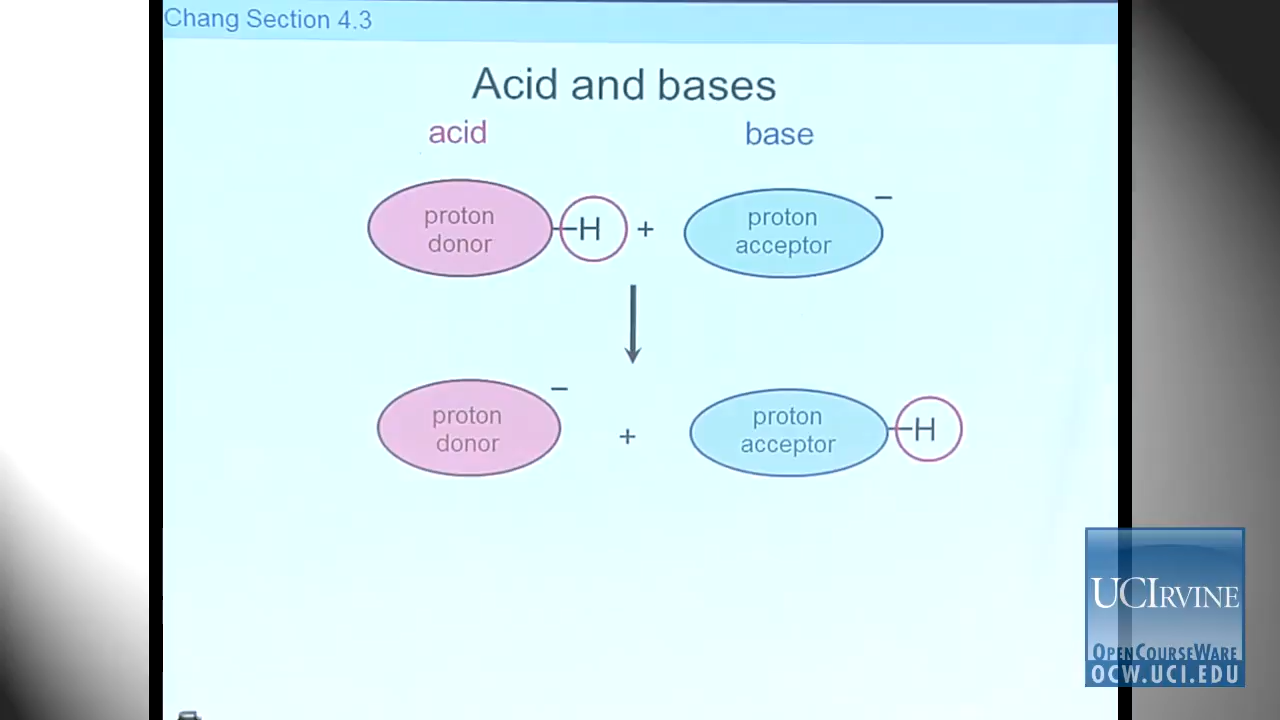 Chang Section 4.3
Acid and bases
acid
base
proton
donor
H
+
proton
acceptor
–
proton
donor
–
+
proton
acceptor
H
UCIRVINE
OPENCOURSEWARE
OCW.UCI.EDU